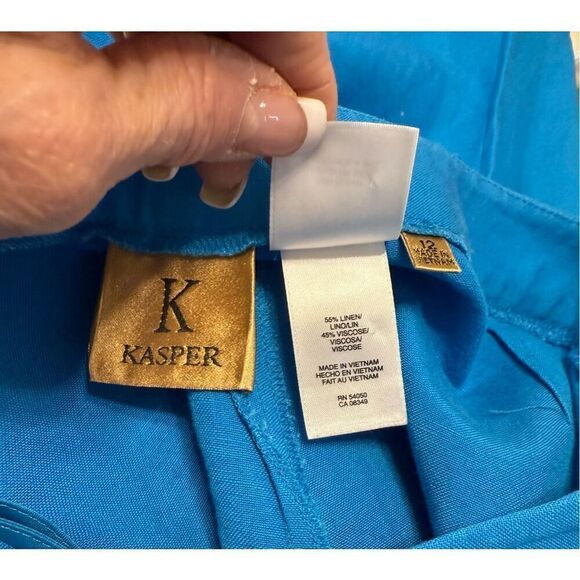 K
KASPER
55% LINEN/
LINO/LIN
45% VISCOSE/
VISCOSA/
VISCOSE
MADE IN VIETNAM
HECHO EN VIETNAM
FAIT AU VIETNAM
RN 54050
CA 08349
12
MADE IN
VIETNAM